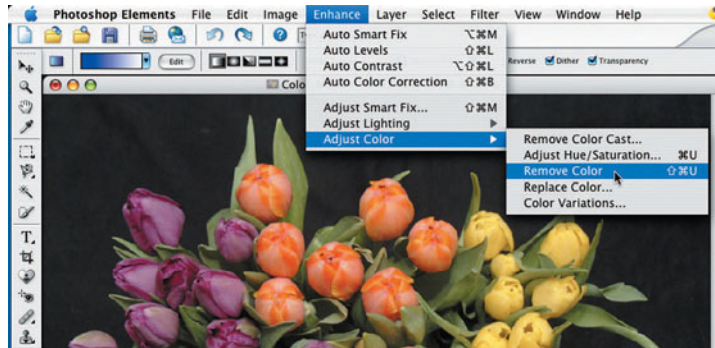 Photoshop Elements File Edit Image Enhance Layer Select Filter View Window Help
Auto Smart Fix ⌥⌘M
Auto Levels ⇧⌘L
Auto Contrast ⌥⇧⌘L
Auto Color Correction ⇧⌘B
Edit
Reverse Dither Transparency
Colo
Adjust Smart Fix... ⇧⌘M
Adjust Lighting
Adjust Color
Remove Color Cast...
Adjust Hue/Saturation... ⌘U
Remove Color ⇧⌘U
Replace Color...
Color Variations...
T